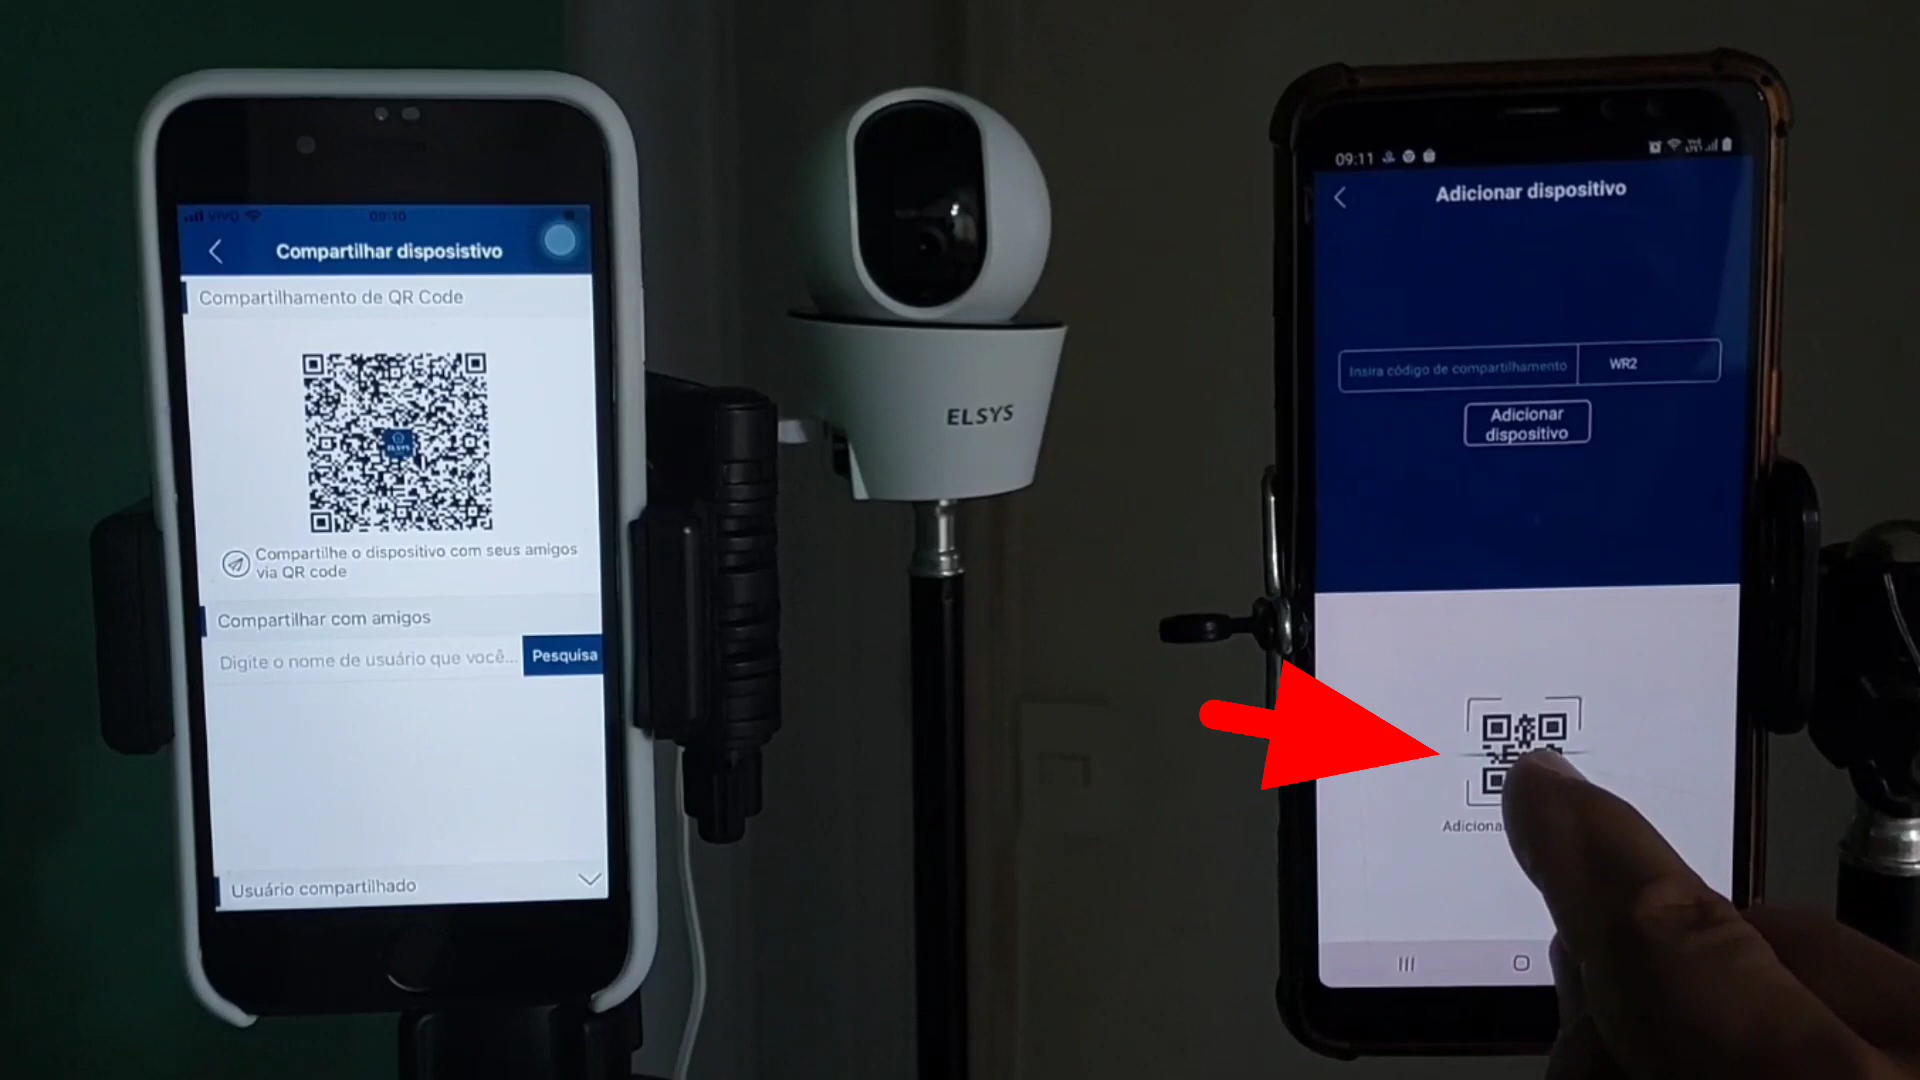 VIVO
09:10
Compartilhar disposistivo
Compartilhamento de QR Code
ELSYS
Compartilhe o dispositivo com seus amigos
via QR code
Compartilhar com amigos
Digite o nome de usuário que você...
Pesquisa
Usuário compartilhado
ELSYS
09:11
Adicionar dispositivo
Insira código de compartilhamento
WR2
Adicionar
dispositivo